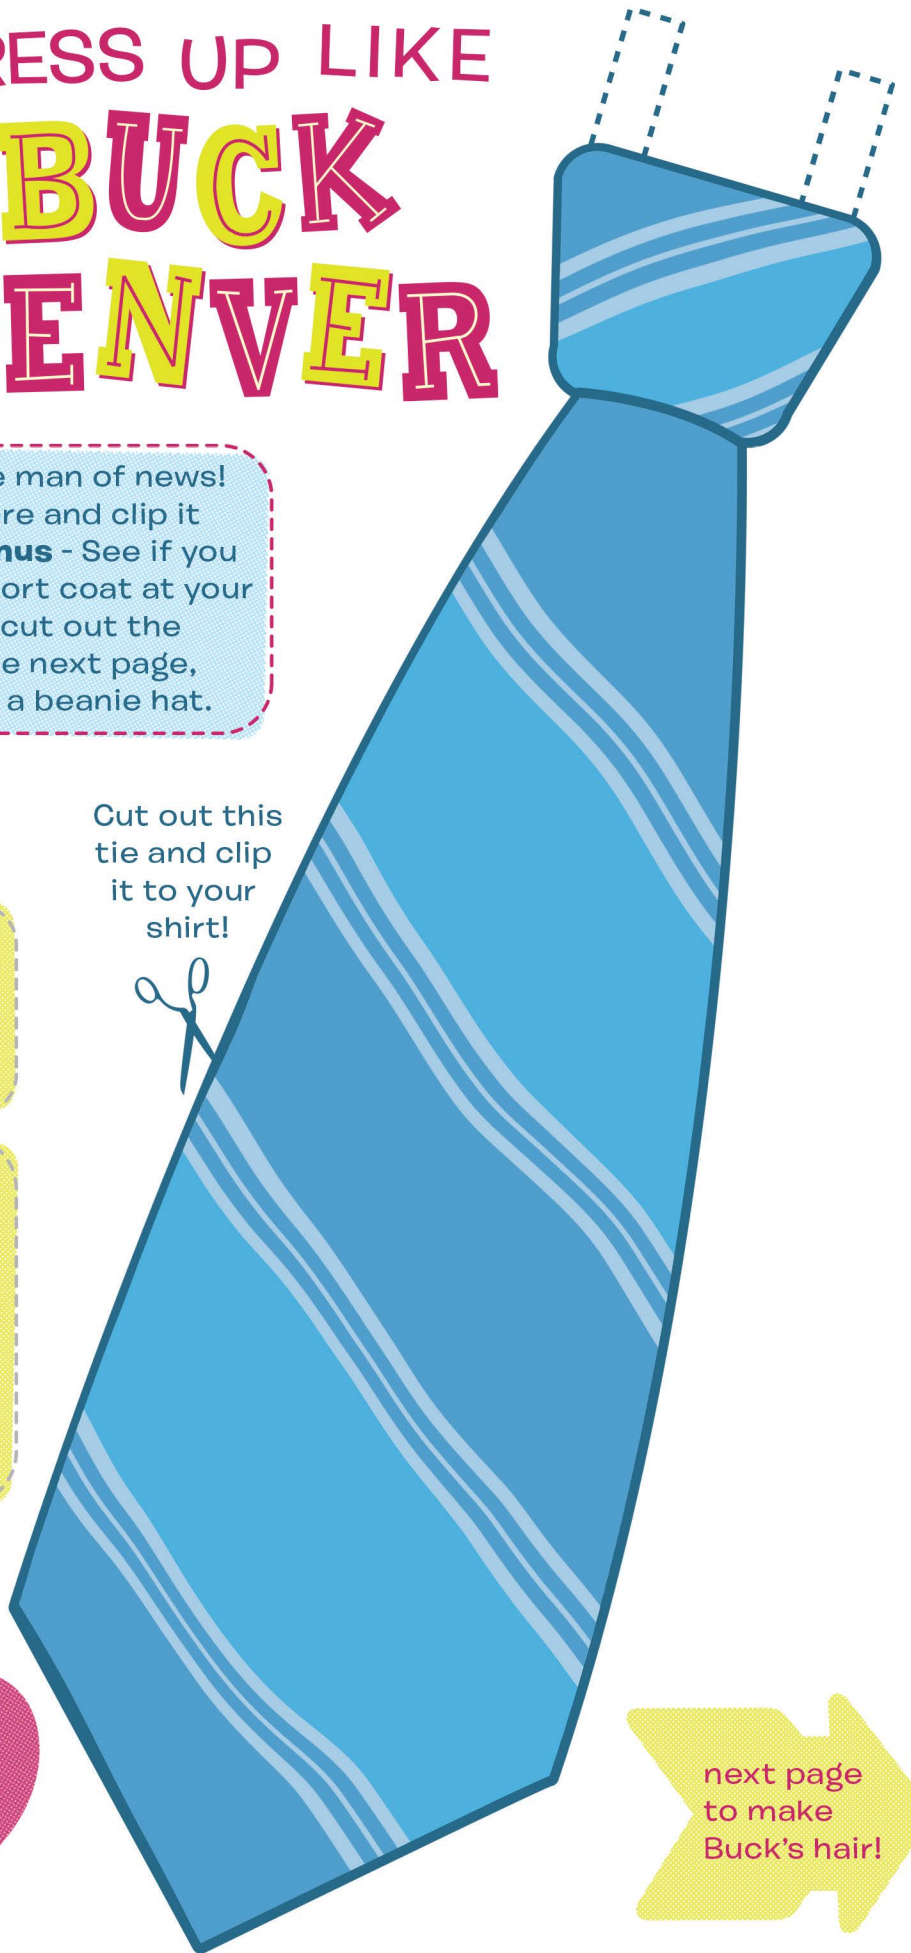 RESS UP LIKE
BUCK
ENVER
e man of news!
re and clip it
nus - See if you
ort coat at your
cut out the
e next page,
a beanie hat.
Cut out this
tie and clip
it to your
shirt!
next page
to make
Buck's hair!